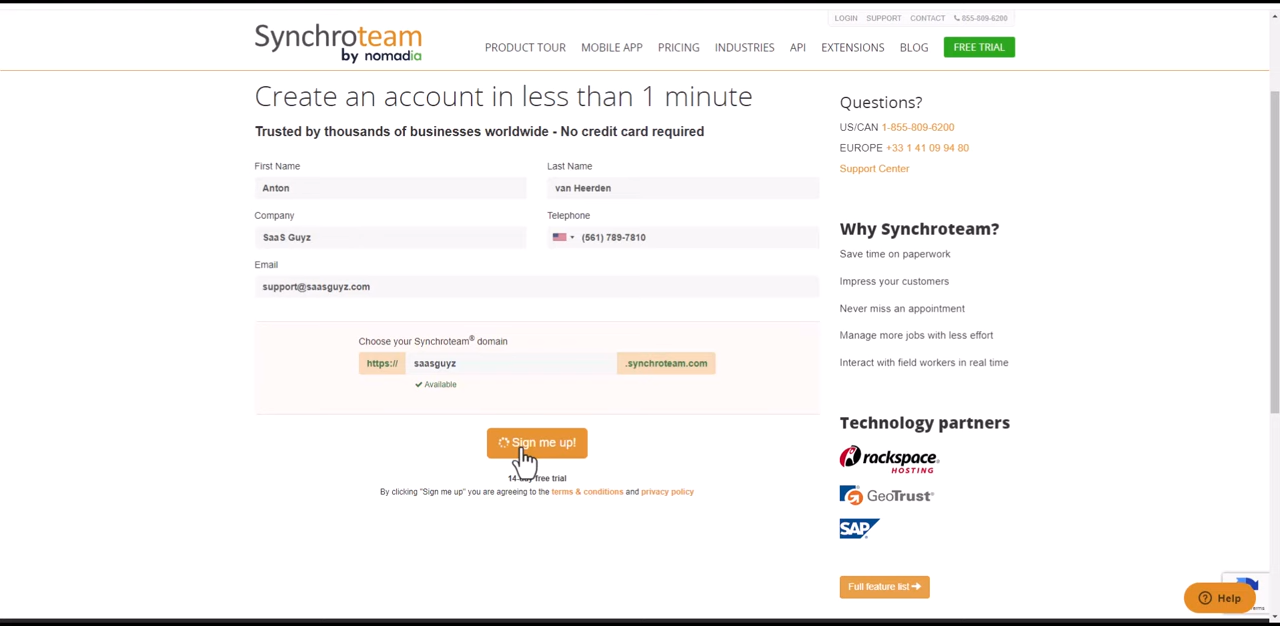 LOGIN SUPPORT CONTACT 855-809-6200
Synchroteam
by nomadia
PRODUCT TOUR MOBILE APP PRICING INDUSTRIES API EXTENSIONS BLOG FREE TRIAL
Create an account in less than 1 minute
Trusted by thousands of businesses worldwide - No credit card required
First Name
Last Name
Anton
van Heerden
Company
Telephone
SaaS Guyz
(561) 789-7810
Email
support@saasguyz.com
Choose your Synchroteam® domain
https:// saasguyz .synchroteam.com
Available
Sign me up!
14-day free trial
By clicking "Sign me up" you are agreeing to the terms & conditions and privacy policy
Questions?
US/CAN 1-855-809-6200
EUROPE +33 1 41 09 94 80
Support Center
Why Synchroteam?
Save time on paperwork
Impress your customers
Never miss an appointment
Manage more jobs with less effort
Interact with field workers in real time
Technology partners
rackspace
HOSTING
GeoTrust
SAP
Full feature list
Help